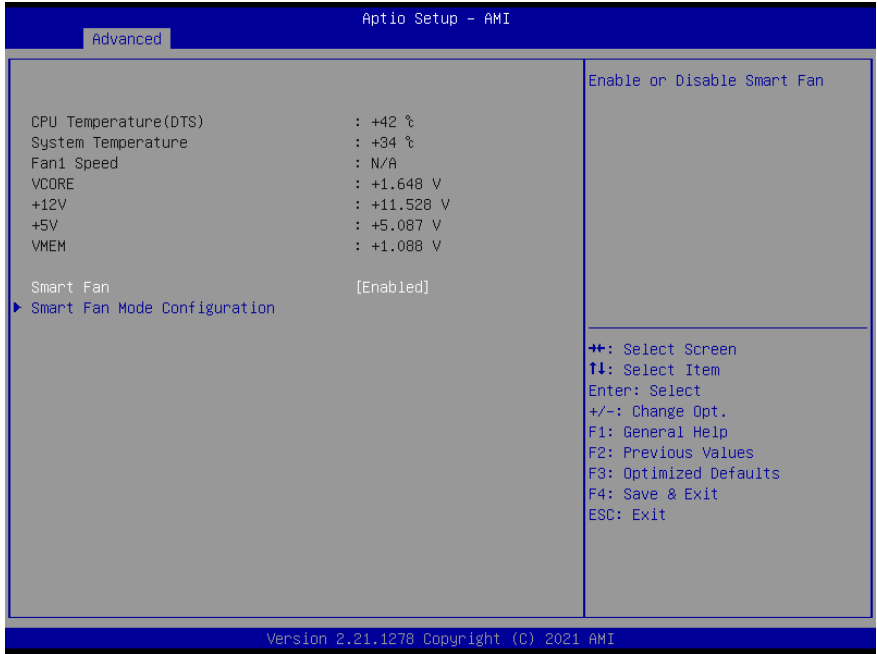 Aptio Setup – AMI
Advanced
CPU Temperature(DTS) : +42 ℃
System Temperature : +34 ℃
Fan1 Speed : N/A
VCORE : +1.648 V
+12V : +11.528 V
+5V : +5.087 V
VMEM : +1.088 V
Smart Fan [Enabled]
Smart Fan Mode Configuration
Enable or Disable Smart Fan
→←: Select Screen
↑↓: Select Item
Enter: Select
+/-: Change Opt.
F1: General Help
F2: Previous Values
F3: Optimized Defaults
F4: Save & Exit
ESC: Exit
Version 2.21.1278 Copyright (C) 2021 AMI